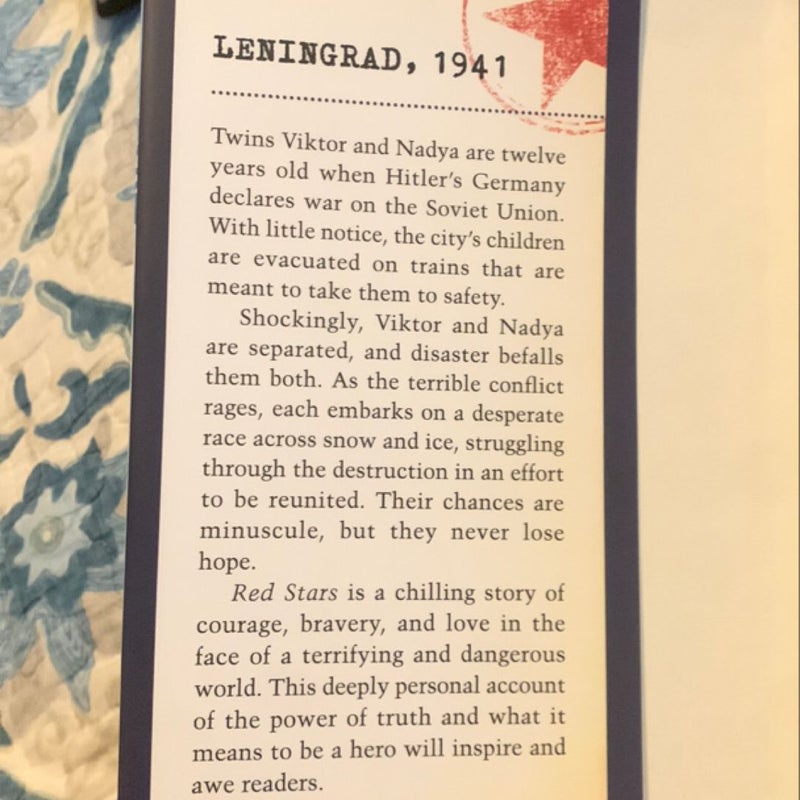 LENINGRAD, 1941
Twins Viktor and Nadya are twelve
years old when Hitler's Germany
declares war on the Soviet Union.
With little notice, the city's children
are evacuated on trains that are
meant to take them to safety.
Shockingly, Viktor and Nadya
are separated, and disaster befalls
them both. As the terrible conflict
rages, each embarks on a desperate
race across snow and ice, struggling
through the destruction in an effort
to be reunited. Their chances are
minuscule, but they never lose
hope.
Red Stars is a chilling story of
courage, bravery, and love in the
face of a terrifying and dangerous
world. This deeply personal account
of the power of truth and what it
means to be a hero will inspire and
awe readers.